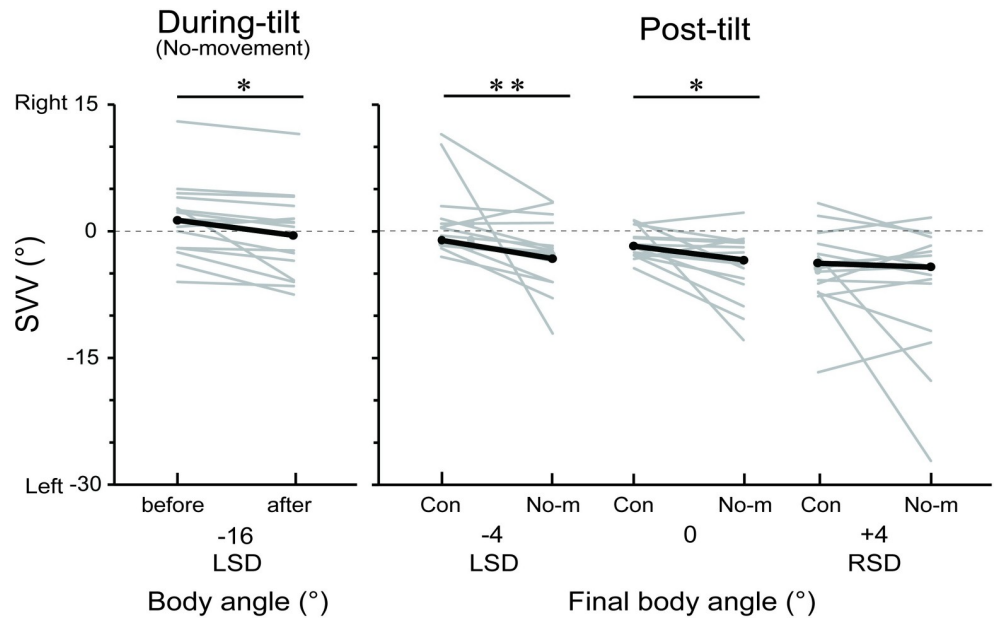 During-tilt
(No-movement)
Post-tilt
*
**
*
Right 15
0
-15
Left -30
SVV (°)
before after
Con No-m Con No-m Con No-m
-16
-4
0
+4
LSD
LSD
RSD
Body angle (°)
Final body angle (°)